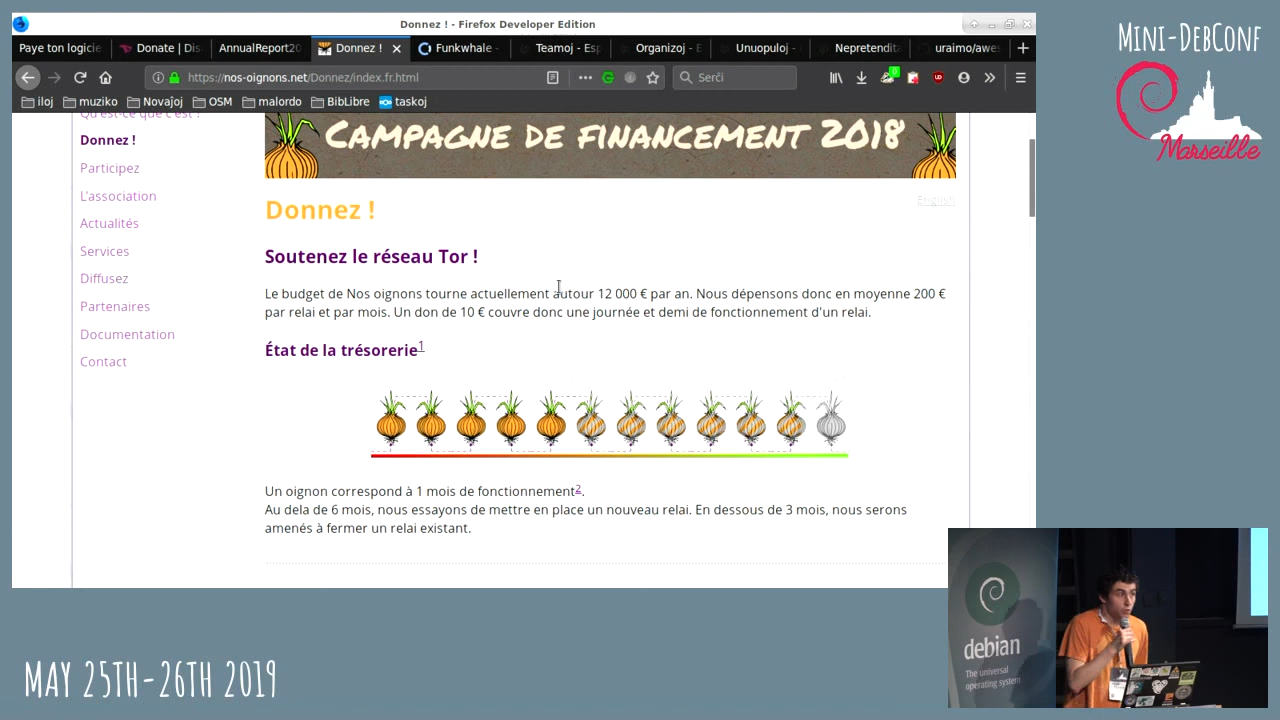 Donnez ! - Firefox Developer Edition
Paye ton logicie
Donate | Dis
AnnualReport20
Donnez !
Funkwhale -
Teamoj - Esp
Organizoj - E
Unuopuloj -
Nepretendita
uraimo/awes
https://nos-oignons.net/Donnez/index.fr.html
Serĉi
iloj
muziko
Novajoj
OSM
malordo
BibLibre
taskoj
Qu'est-ce que c'est ?
Donnez !
Participez
L'association
Actualités
Services
Diffusez
Partenaires
Documentation
Contact
CAMPAGNE DE FINANCEMENT 2018
English
Donnez !
Soutenez le réseau Tor !
Le budget de Nos oignons tourne actuellement autour 12 000 € par an. Nous dépensons donc en moyenne 200 €
par relai et par mois. Un don de 10 € couvre donc une journée et demi de fonctionnement d'un relai.
État de la trésorerie1
Un oignon correspond à 1 mois de fonctionnement2.
Au dela de 6 mois, nous essayons de mettre en place un nouveau relai. En dessous de 3 mois, nous serons
amenés à fermer un relai existant.
MINI-DEBCONF
Marseille
debian
The universal
operating system
MAY 25TH-26TH 2019